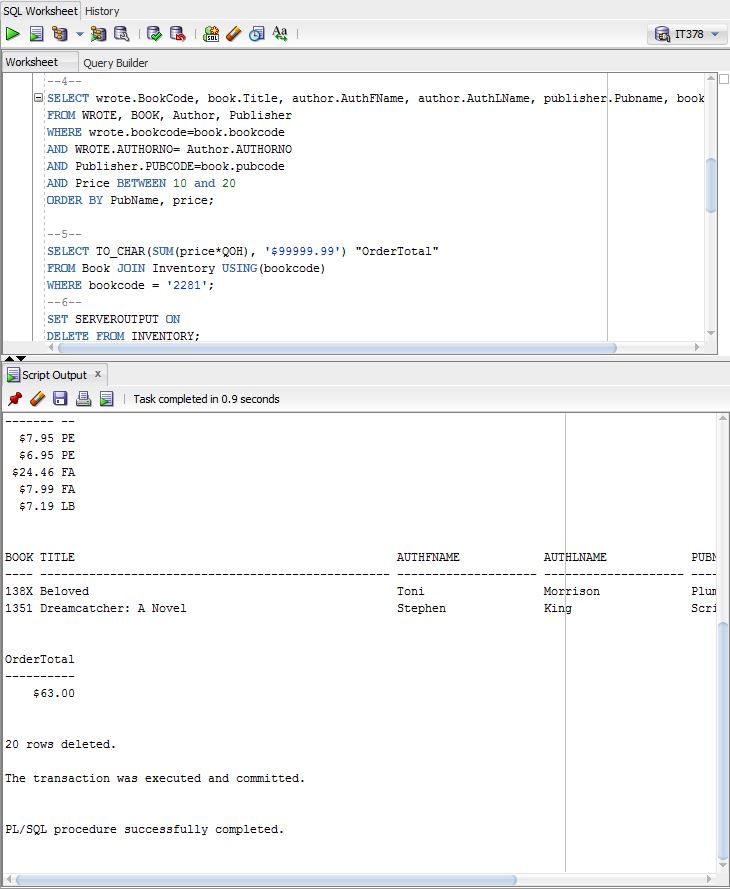 SQL Worksheet History
IT378
Worksheet Query Builder
--4--
SELECT wrote.BookCode, book.Title, author.AuthFName, author.AuthLName, publisher.Pubname, book
FROM WROTE, BOOK, Author, Publisher
WHERE wrote.bookcode=book.bookcode
AND WROTE.AUTHORNO= Author.AUTHORNO
AND Publisher.PUBCODE=book.pubcode
AND Price BETWEEN 10 and 20
ORDER BY PubName, price;
--5--
SELECT TO_CHAR(SUM(price*QOH), '$99999.99') "OrderTotal"
FROM Book JOIN Inventory USING(bookcode)
WHERE bookcode = '2281';
--6--
SET SERVEROUTPUT ON
DELETE FROM INVENTORY;
Script Output x
Task completed in 0.9 seconds
------- --
$7.95 PE
$6.95 PE
$24.46 FA
$7.99 FA
$7.19 LB
BOOK TITLE AUTHFNAME AUTHLNAME PUBN
---- -------------------------------------------------- -------------------- -------------------- ----
138X Beloved Toni Morrison Plum
1351 Dreamcatcher: A Novel Stephen King Scri
OrderTotal
----------
$63.00
20 rows deleted.
The transaction was executed and committed.
PL/SQL procedure successfully completed.